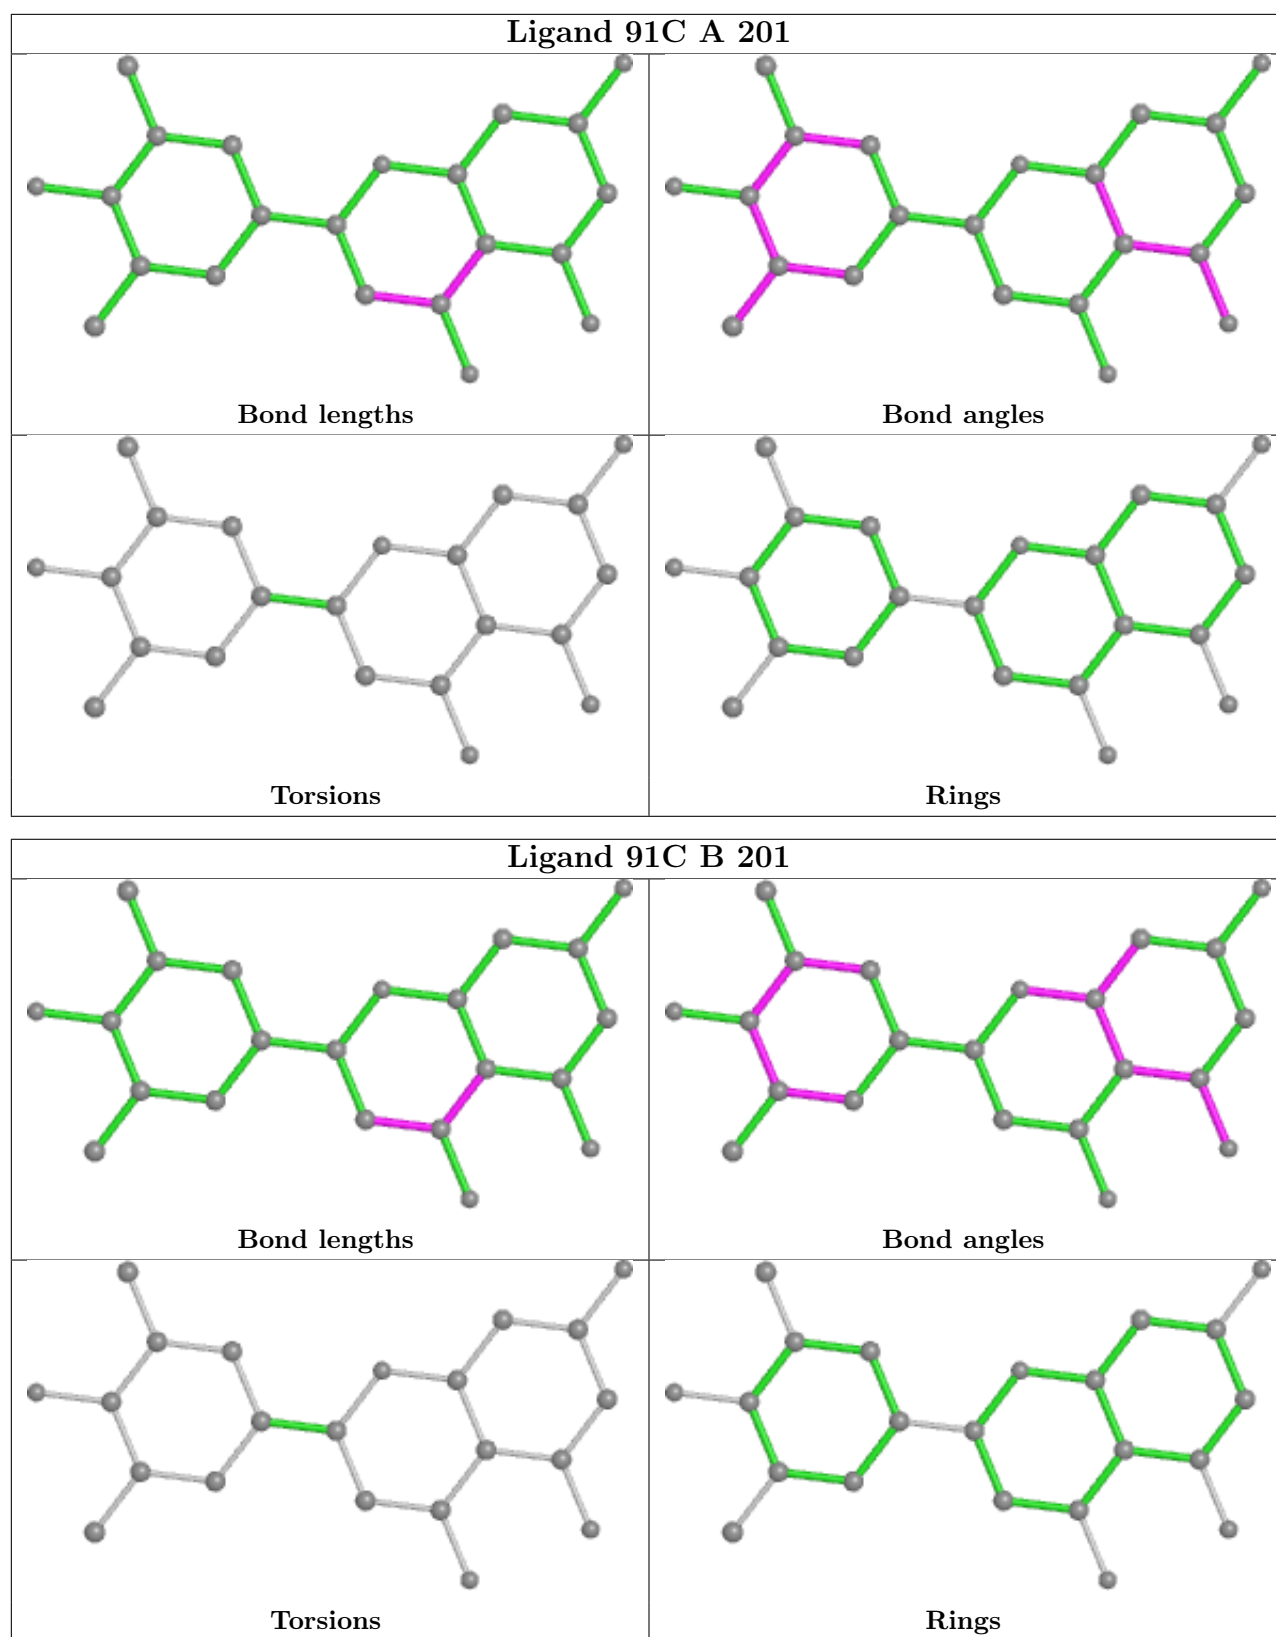 Ligand 91C A 201
Bond lengths
Bond angles
Torsions
Rings
Ligand 91C B 201
Bond lengths
Bond angles
Torsions
Rings